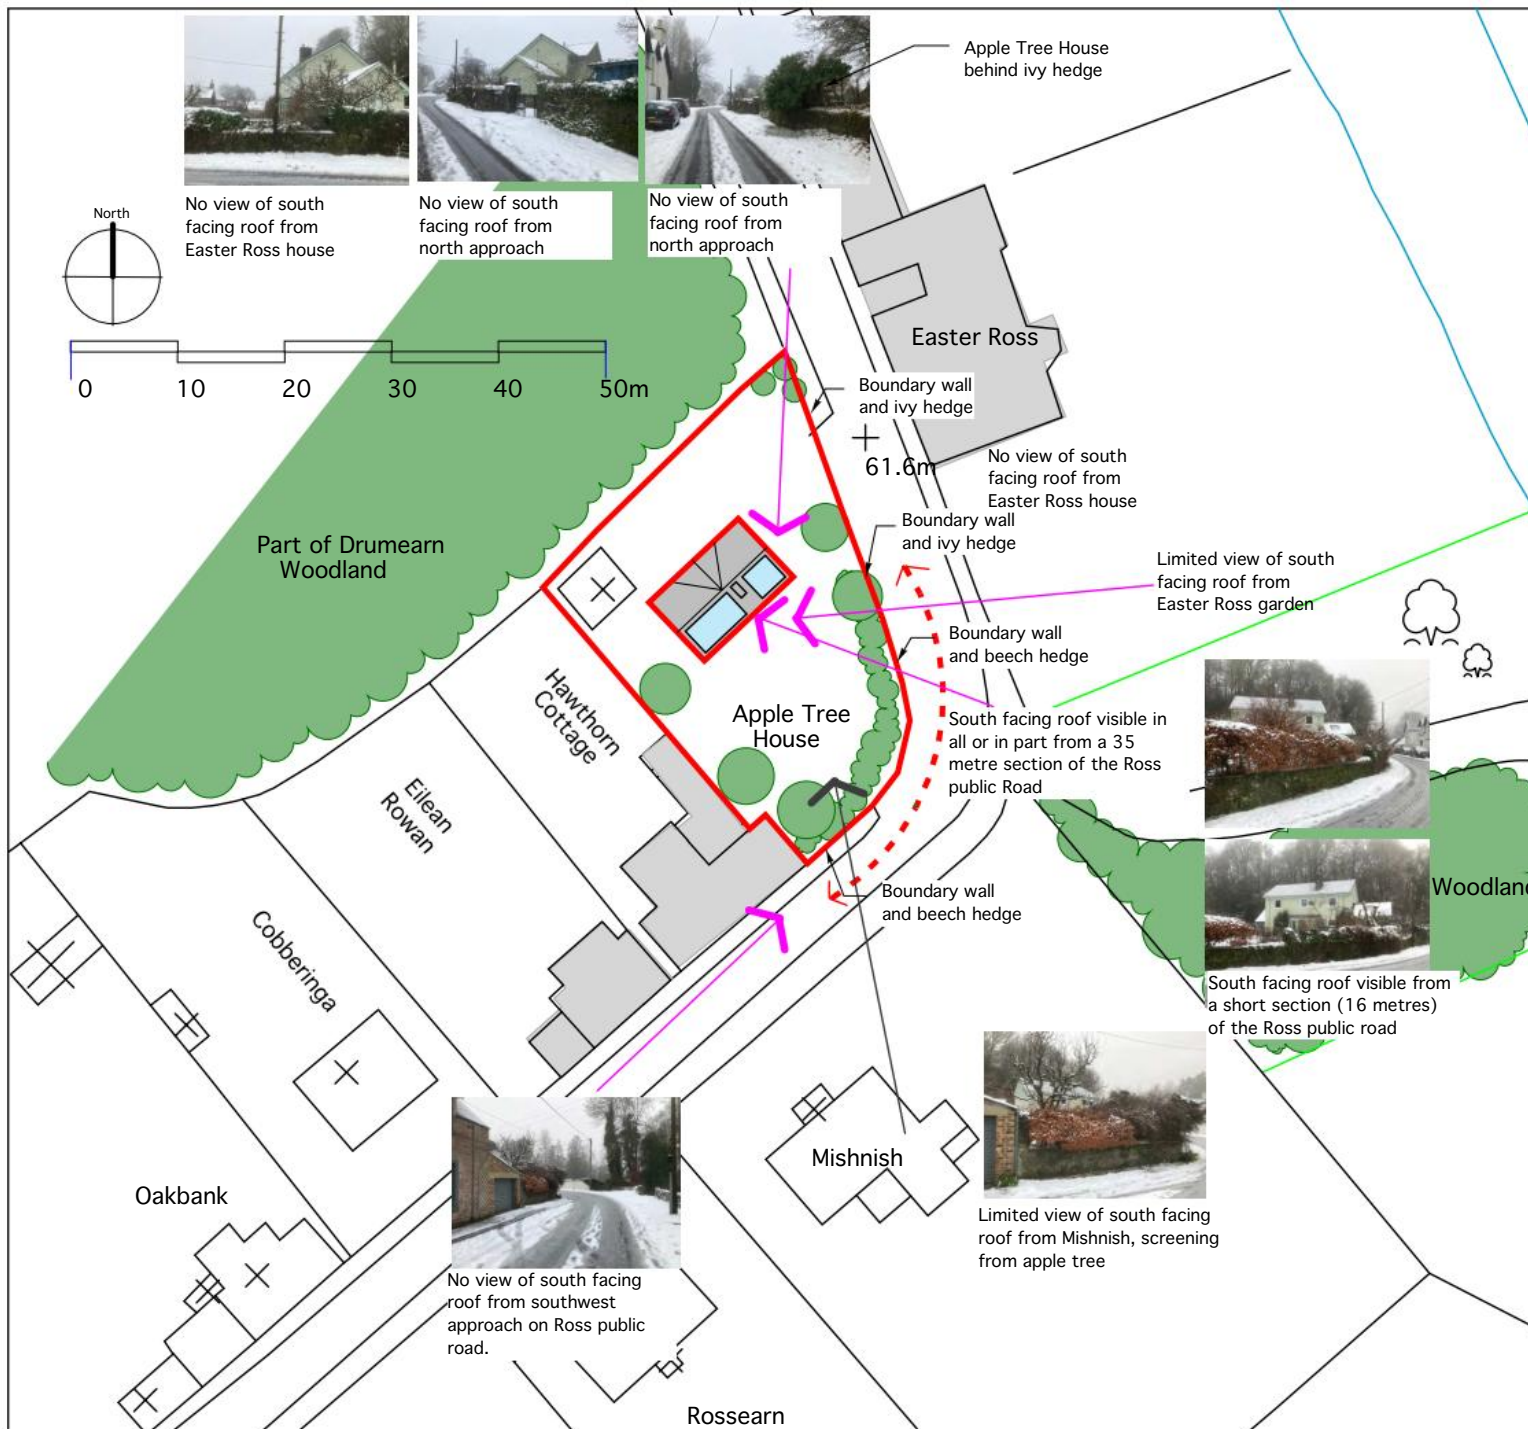 Apple Tree House
behind ivy hedge
No view of south
facing roof from
Easter Ross house
No view of south
facing roof from
north approach
No view of south
facing roof from
north approach
North
0 10 20 30 40 50m
Easter Ross
Boundary wall
and ivy hedge
61.6m
No view of south
facing roof from
Easter Ross house
Boundary wall
and ivy hedge
Part of Drumearn
Woodland
Limited view of south
facing roof from
Easter Ross garden
Boundary wall
and beech hedge
Hawthorn
Cottage
Apple Tree
House
South facing roof visible in
all or in part from a 35
metre section of the Ross
public Road
Eilean
Rowan
Woodland
Boundary wall
and beech hedge
Cobberinga
South facing roof visible from
a short section (16 metres)
of the Ross public road
Mishnish
Oakbank
Limited view of south facing
roof from Mishnish, screening
from apple tree
No view of south facing
roof from southwest
approach on Ross public
road.
Rossearn